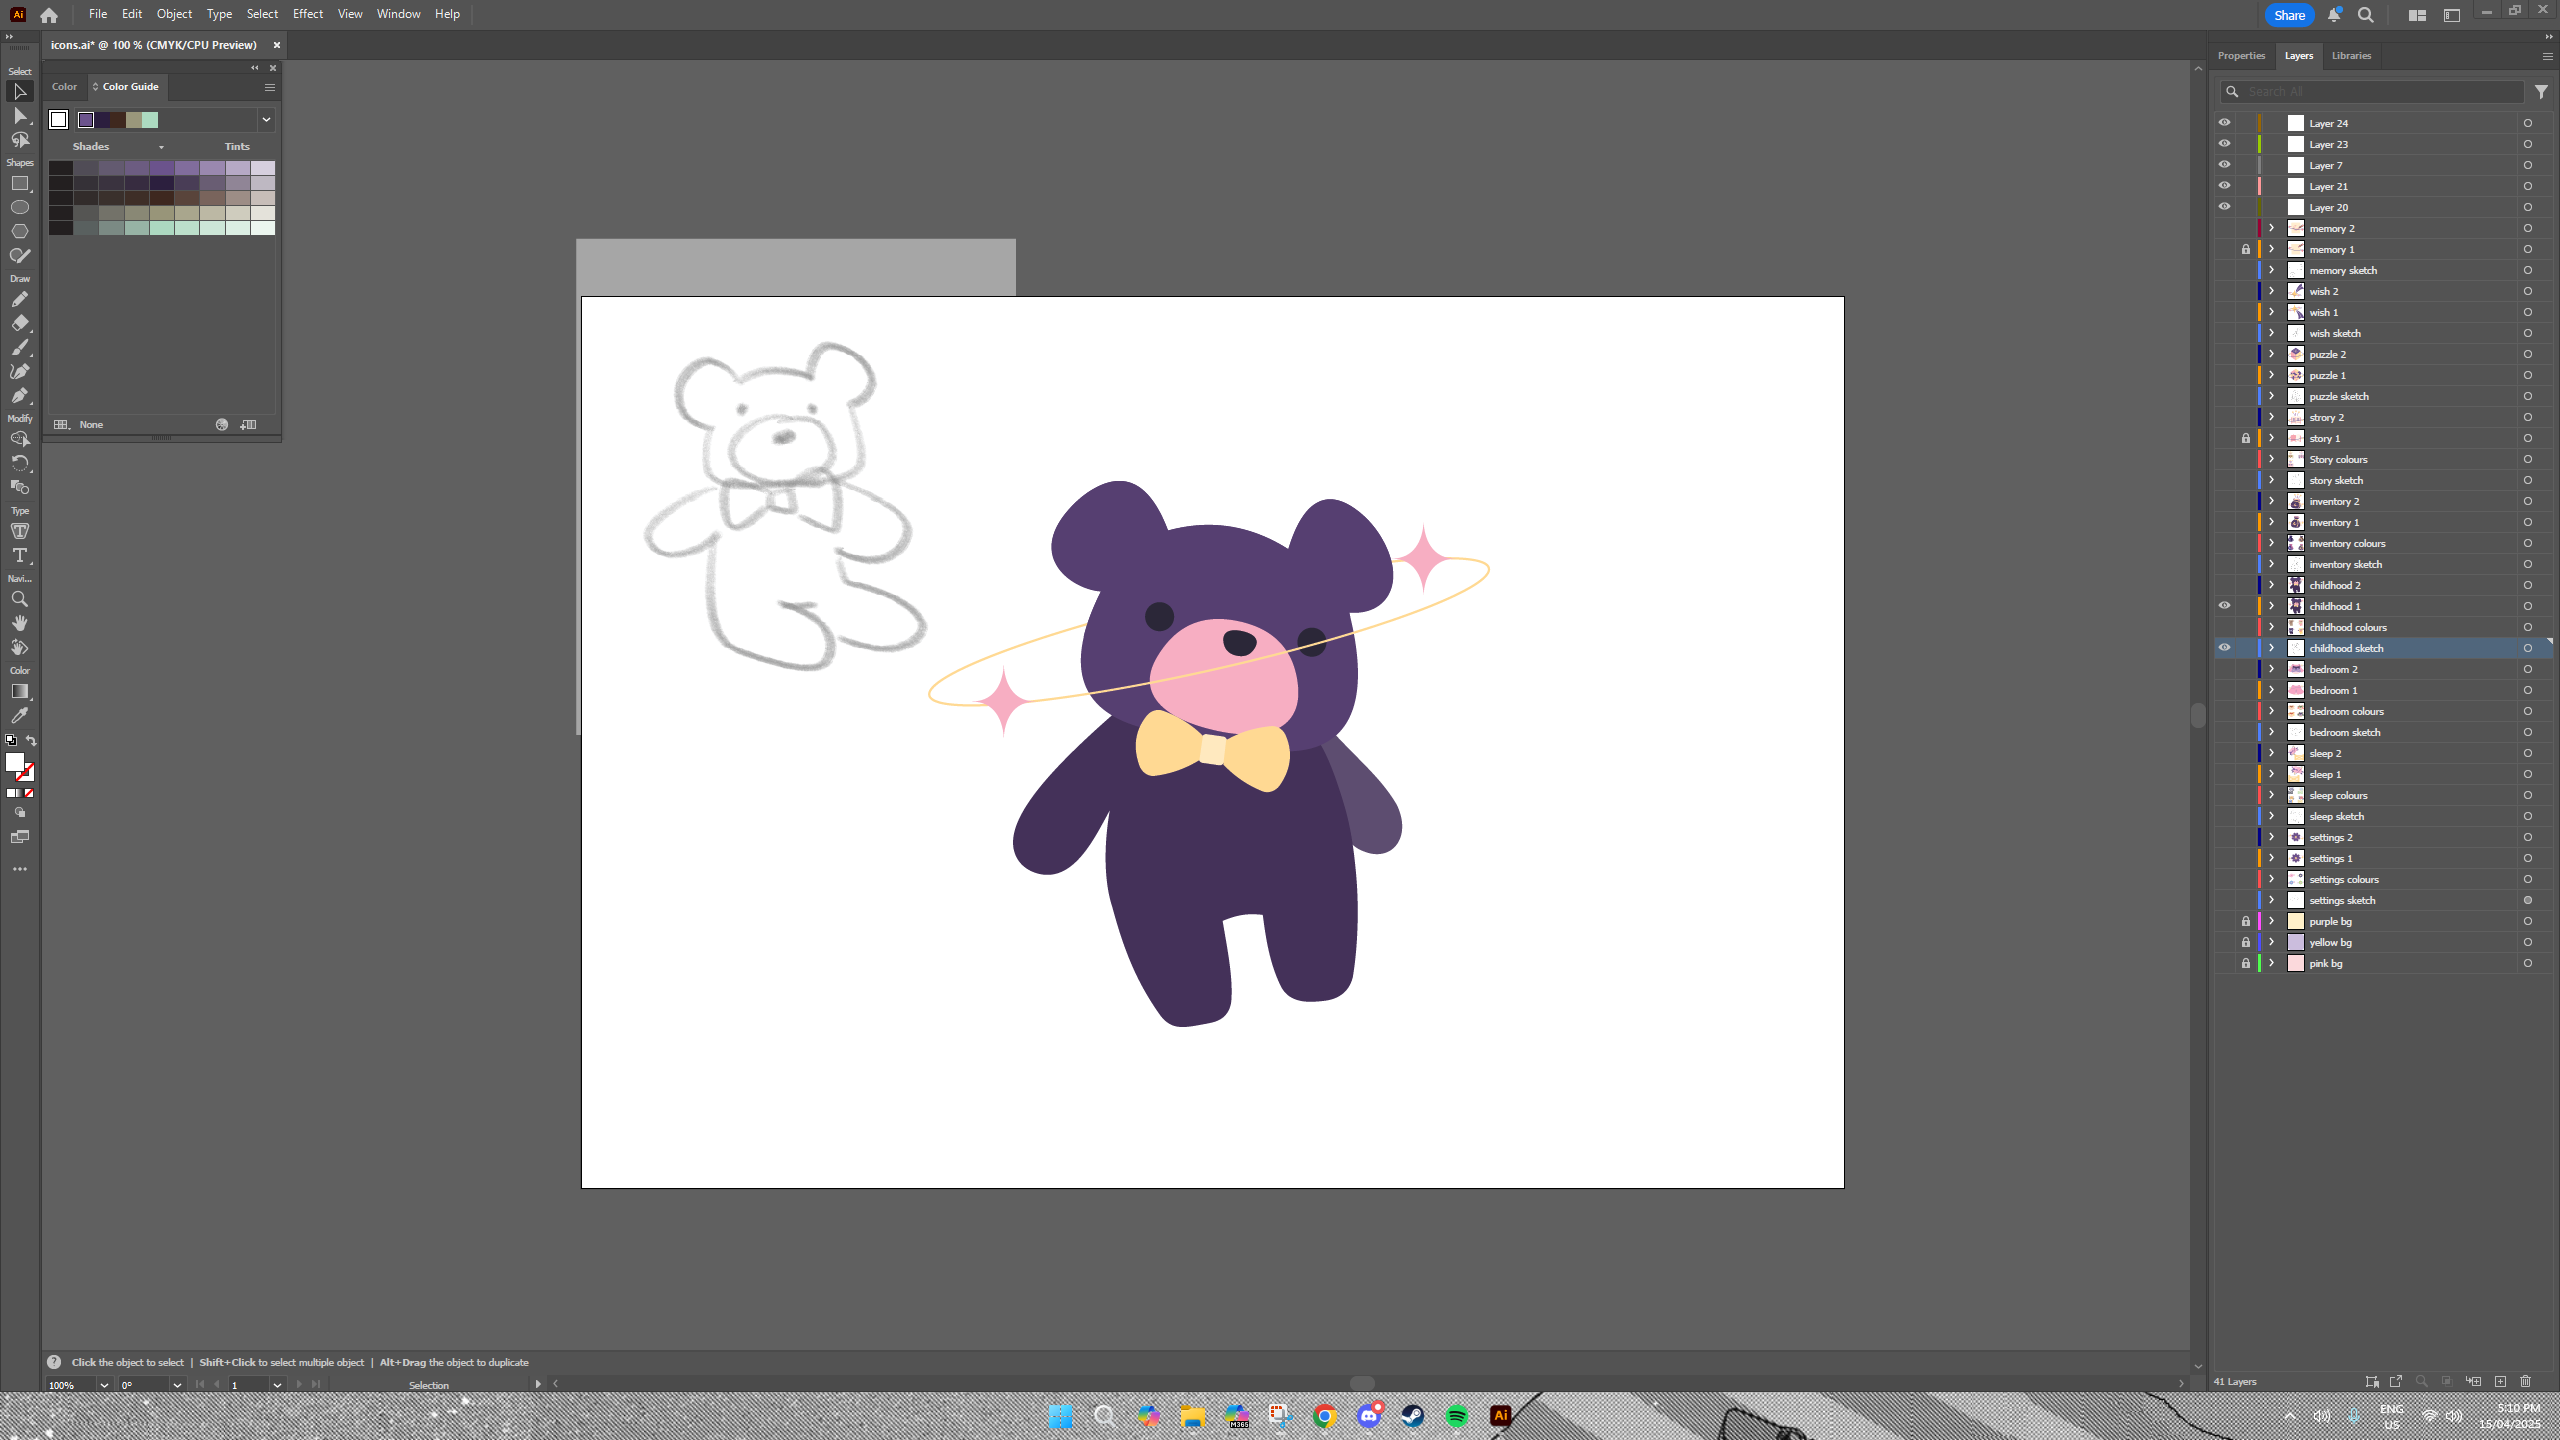 Ai File Edit Object Type Select Effect View Window Help
Share
icons.ai* @ 100 % (CMYK/CPU Preview)
Properties Layers Libraries
Color Color Guide
Search All
Shades Tints
None
Select
Shapes
Draw
Modify
Type
Navi...
Color
Layer 24
Layer 23
Layer 7
Layer 21
Layer 20
memory 2
memory 1
memory sketch
wish 2
wish 1
wish sketch
puzzle 2
puzzle 1
puzzle sketch
strory 2
story 1
Story colours
story sketch
inventory 2
inventory 1
inventory colours
inventory sketch
childhood 2
childhood 1
childhood colours
childhood sketch
bedroom 2
bedroom 1
bedroom colours
bedroom sketch
sleep 2
sleep 1
sleep colours
sleep sketch
settings 2
settings 1
settings colours
settings sketch
purple bg
yellow bg
pink bg
41 Layers
? Click the object to select | Shift+Click to select multiple object | Alt+Drag the object to duplicate
100% 0° 1 Selection
M365
Ai
ENG
US
5:10 PM
15/04/2025